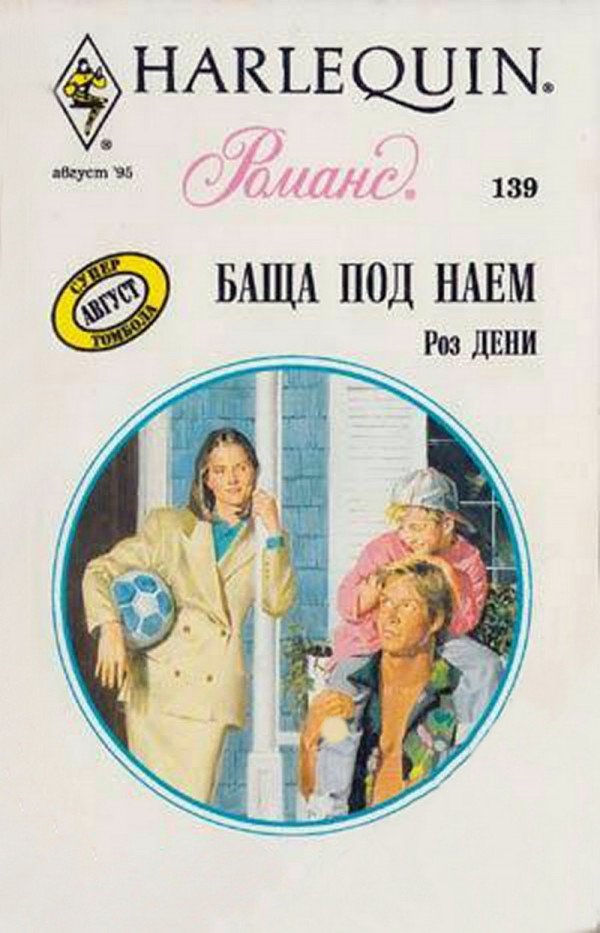 HARLEQUIN®
®
август '95
Романс®
139
СУПЕР
АВГУСТ
ТОМБОЛА
БАЩА ПОД НАЕМ
Роз ДЕНИ